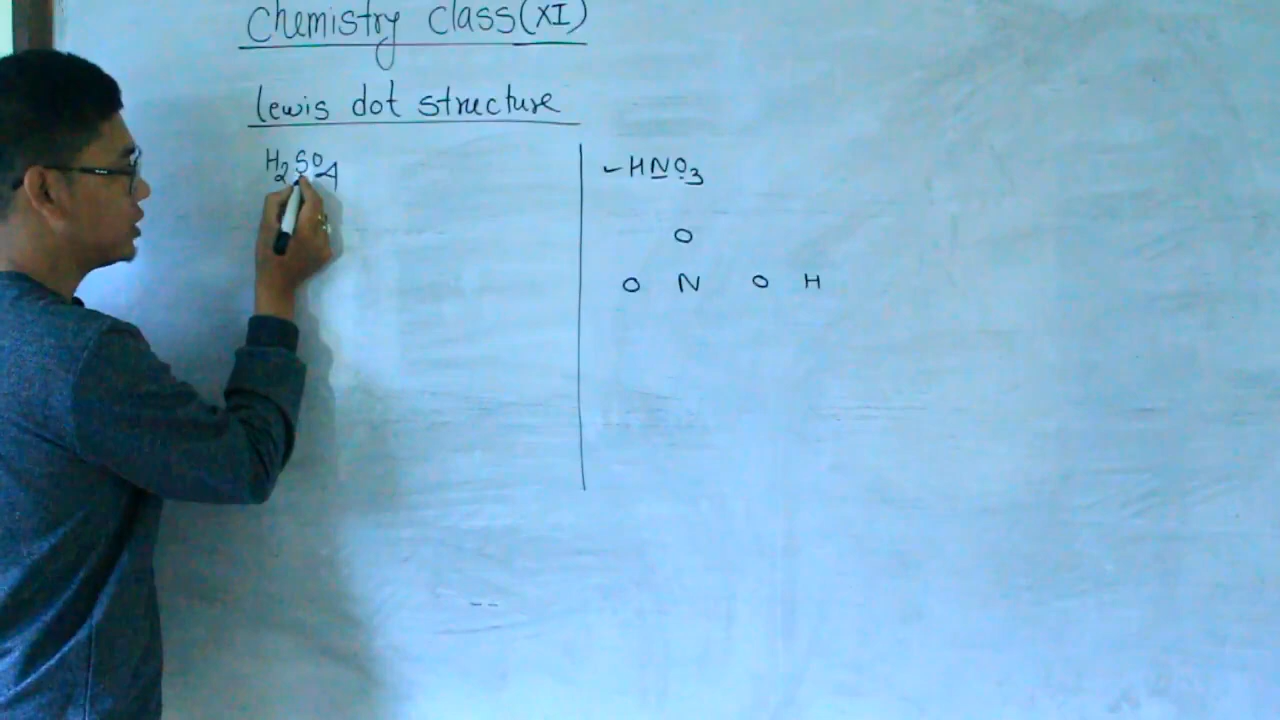 Chemistry Class(XI)
lewis dot structure
H2SO4
HNO3
O
O N O H